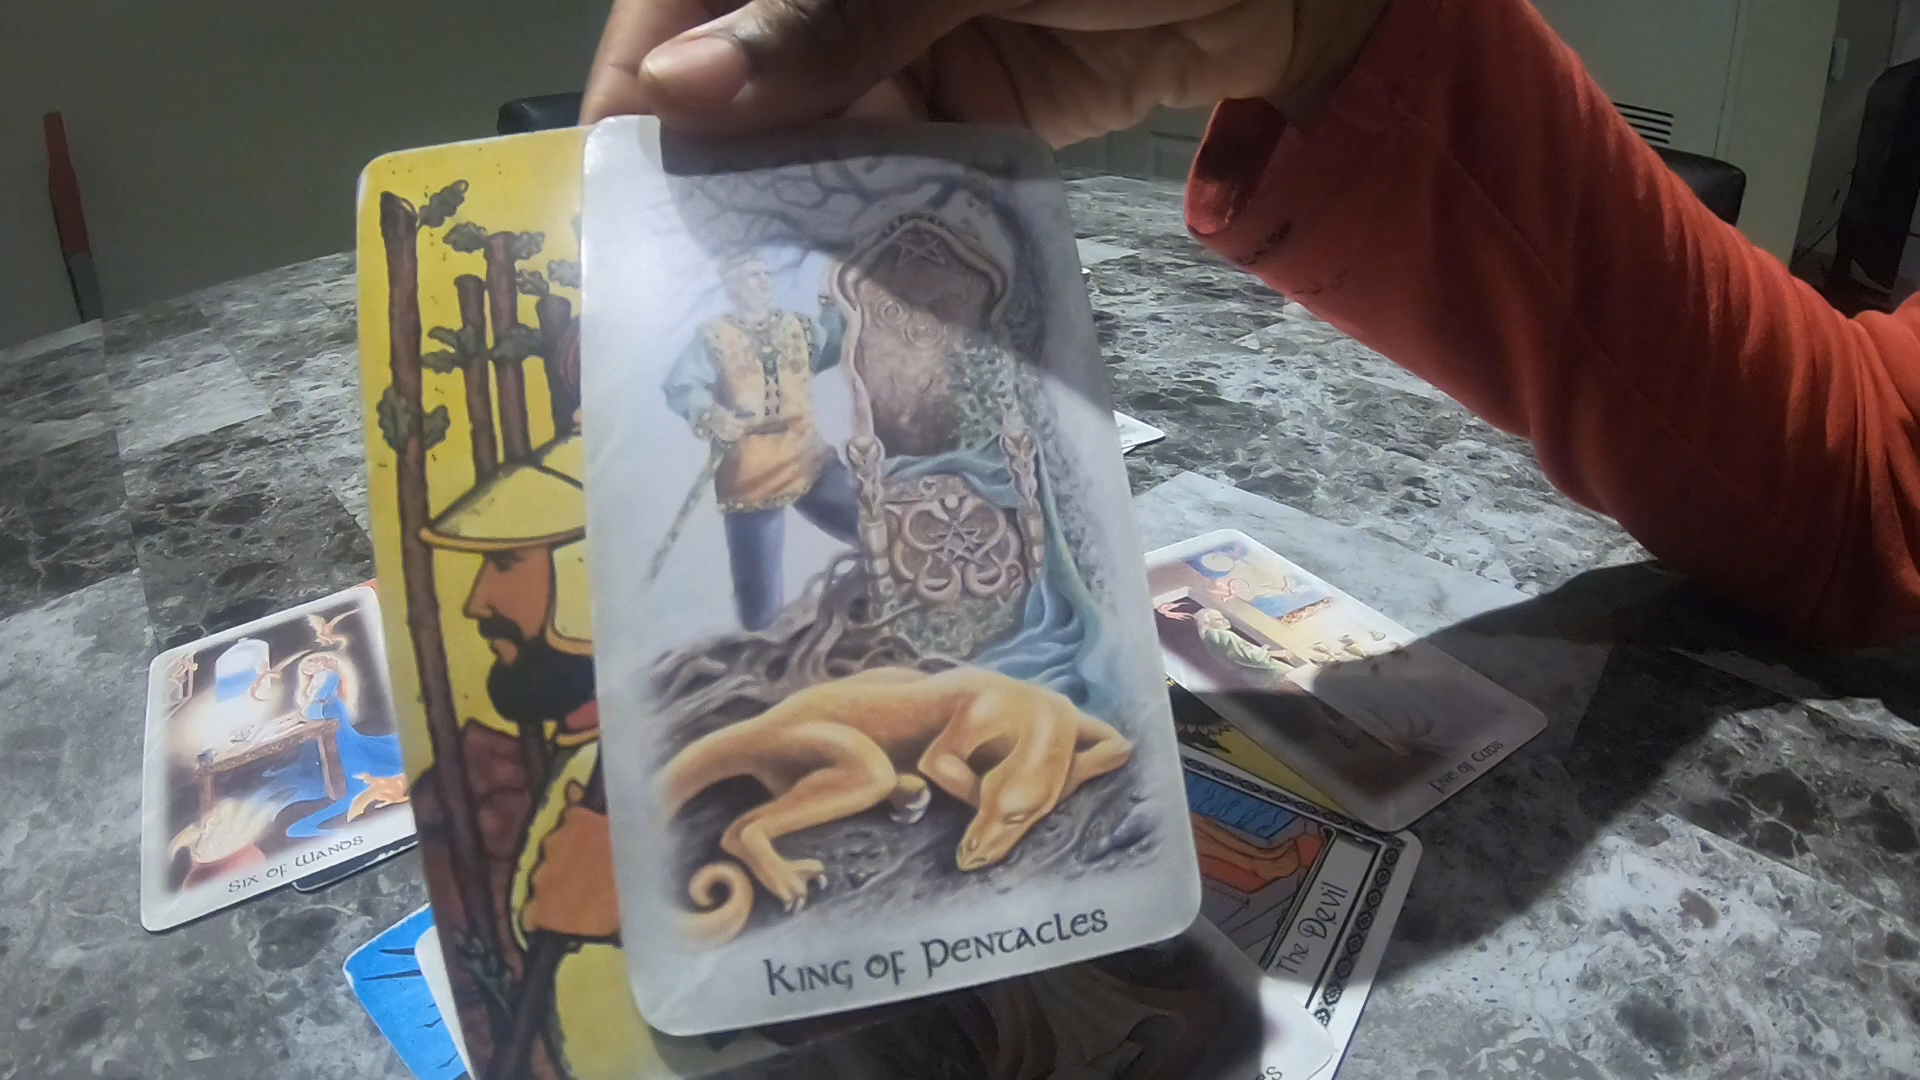 King of Pentacles
Six of Wands
Five of Cups
The Devil